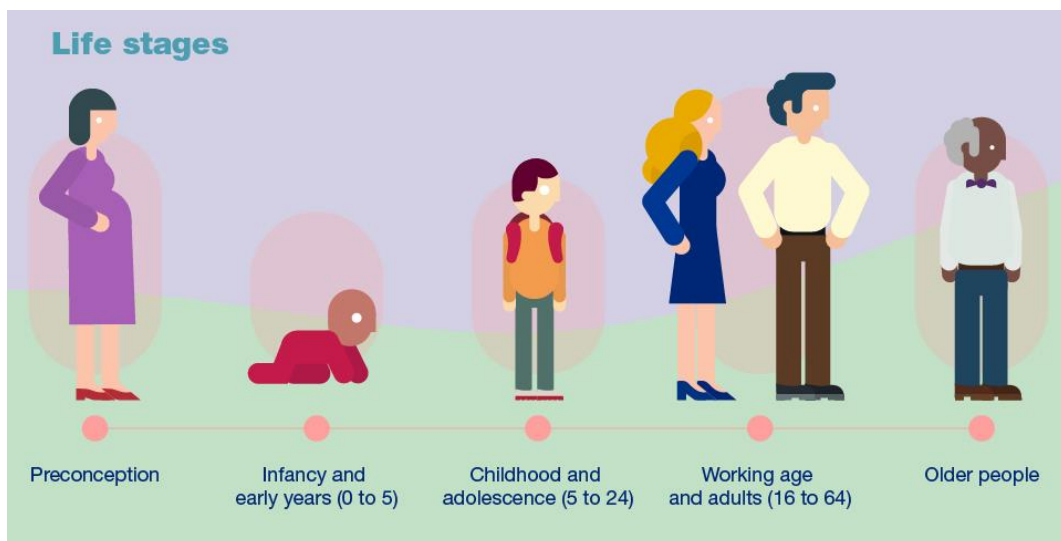 Life stages
Preconception
Infancy and
early years (0 to 5)
Childhood and
adolescence (5 to 24)
Working age
and adults (16 to 64)
Older people